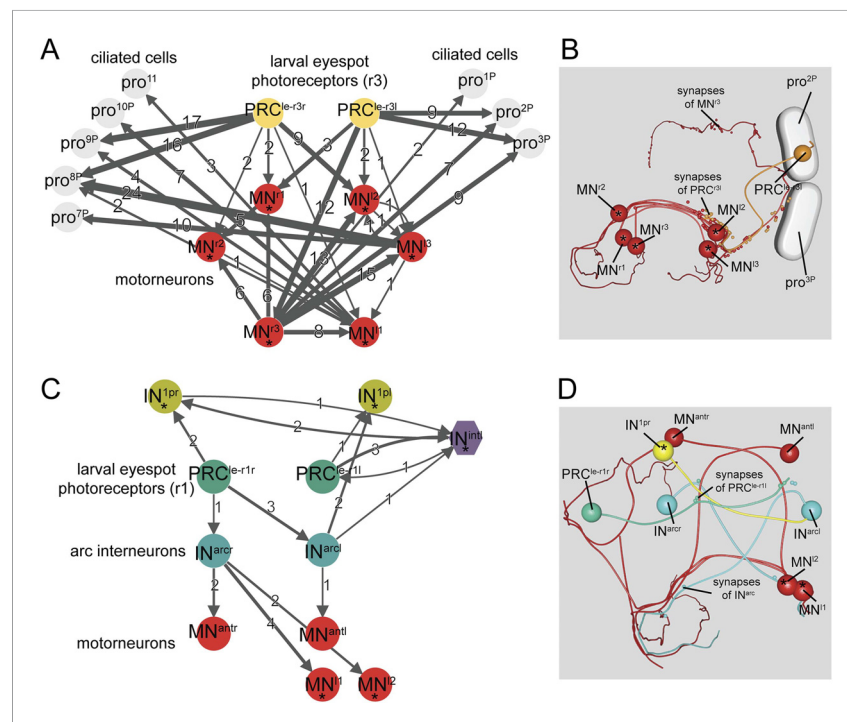 A
ciliated cells
larval eyespot
photoreceptors (r3)
ciliated cells
pro¹¹
pro¹⁰ᴾ
pro⁹ᴾ
pro⁸ᴾ
pro⁷ᴾ
PRCˡᵉ⁻ʳ³ʳ
PRCˡᵉ⁻ʳ³ˡ
pro¹ᴾ
pro²ᴾ
pro³ᴾ
17
9
16
12
2
2
9
3
2
1
2
7
4
3
7
1
9
24
12
1
1
1
2
10
5
13
15
1
1
6
6
8
MNʳ¹
*
MNˡ²
*
MNʳ²
*
MNˡ³
*
motorneurons
MNʳ³
*
MNˡ¹
*
B
pro²ᴾ
synapses
of MNʳ³
synapses
of PRCʳ³ˡ
PRCˡᵉ⁻ʳ³ˡ
MNʳ²
*
MNˡ²
*
MNʳ³
*
MNʳ¹
*
MNˡ³
*
pro³ᴾ
C
IN¹ᵖʳ
*
IN¹ᵖˡ
*
1
2
INⁱⁿᵗˡ
*
2
1
3
1
larval eyespot
photoreceptors (r1)
PRCˡᵉ⁻ʳ¹ʳ
PRCˡᵉ⁻ʳ¹ˡ
1
3
2
1
arc interneurons
INᵃʳᶜʳ
INᵃʳᶜˡ
2
2
1
4
motorneurons
MNᵃⁿᵗʳ
MNᵃⁿᵗˡ
MNˡ¹
*
MNˡ²
*
D
IN¹ᵖʳ
*
MNᵃⁿᵗʳ
MNᵃⁿᵗˡ
PRCˡᵉ⁻ʳ¹ʳ
synapses
of PRCˡᵉ⁻ʳ¹ˡ
INᵃʳᶜʳ
INᵃʳᶜˡ
MNˡ²
*
synapses
of INᵃʳᶜ
MNˡ¹
*